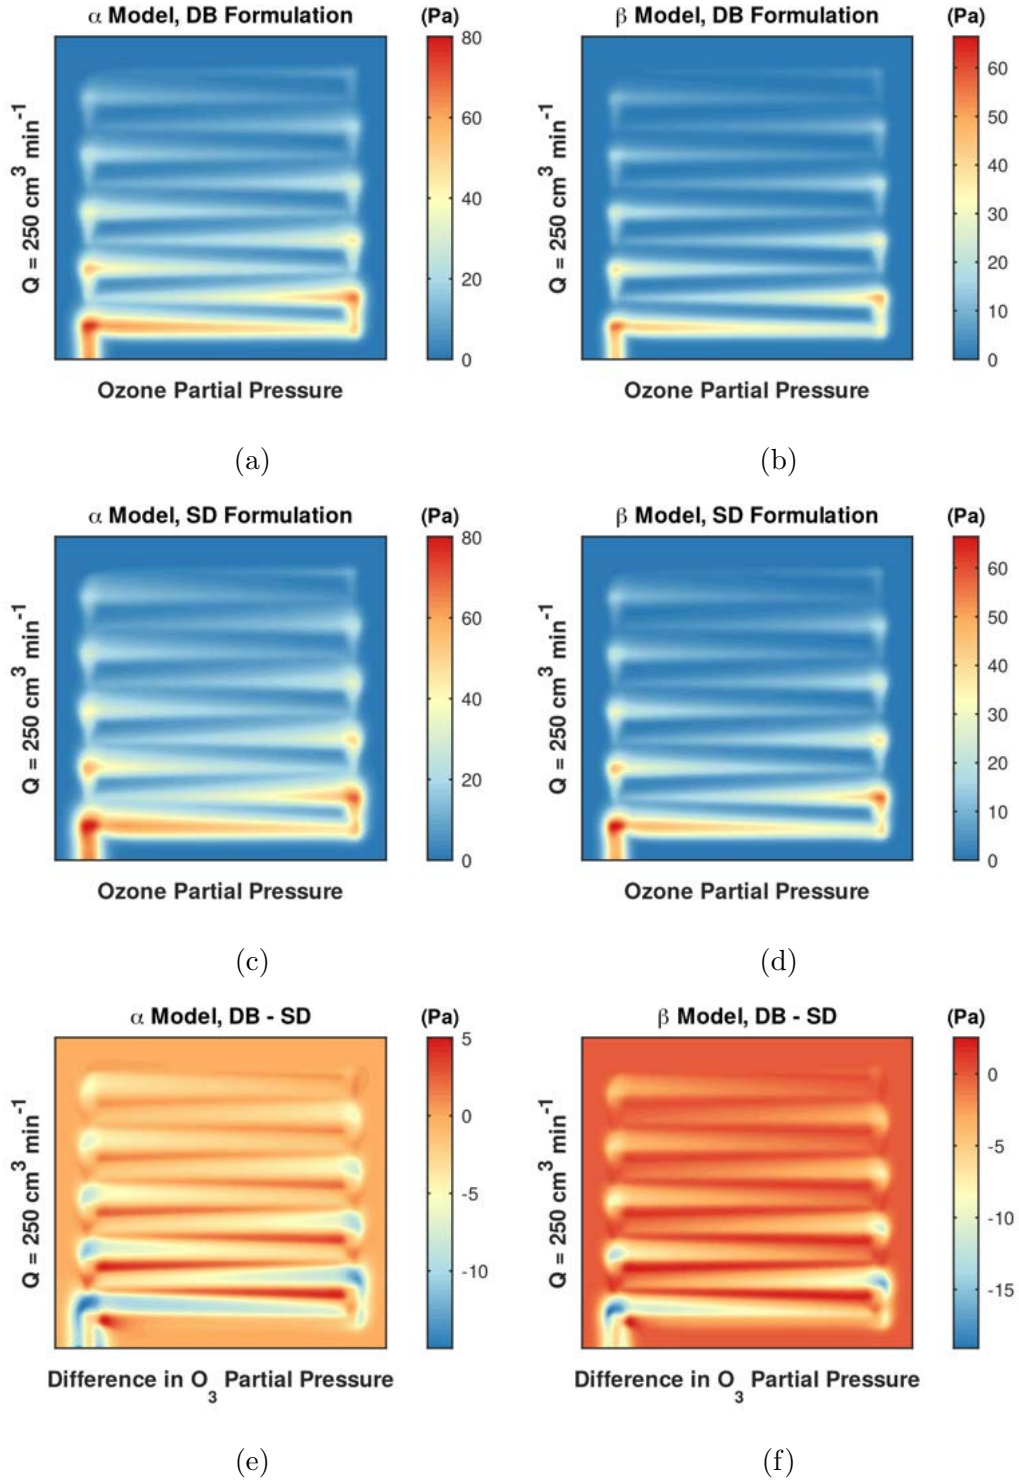 α Model, DB Formulation (Pa)
Q = 250 cm³ min⁻¹
80
60
40
20
0
Ozone Partial Pressure
(a)
β Model, DB Formulation (Pa)
Q = 250 cm³ min⁻¹
60
50
40
30
20
10
0
Ozone Partial Pressure
(b)
α Model, SD Formulation (Pa)
Q = 250 cm³ min⁻¹
80
60
40
20
0
Ozone Partial Pressure
(c)
β Model, SD Formulation (Pa)
Q = 250 cm³ min⁻¹
60
50
40
30
20
10
0
Ozone Partial Pressure
(d)
α Model, DB - SD (Pa)
Q = 250 cm³ min⁻¹
5
0
-5
-10
Difference in O₃ Partial Pressure
(e)
β Model, DB - SD (Pa)
Q = 250 cm³ min⁻¹
0
-5
-10
-15
Difference in O₃ Partial Pressure
(f)